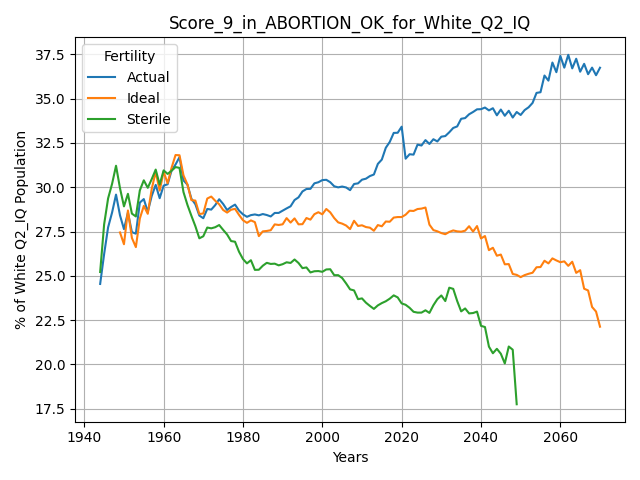 Score_9_in_ABORTION_OK_for_White_Q2_IQ
Fertility
Actual
Ideal
Sterile
% of White Q2_IQ Population
37.5
35.0
32.5
30.0
27.5
25.0
22.5
20.0
17.5
1940
1960
1980
2000
2020
2040
2060
Years